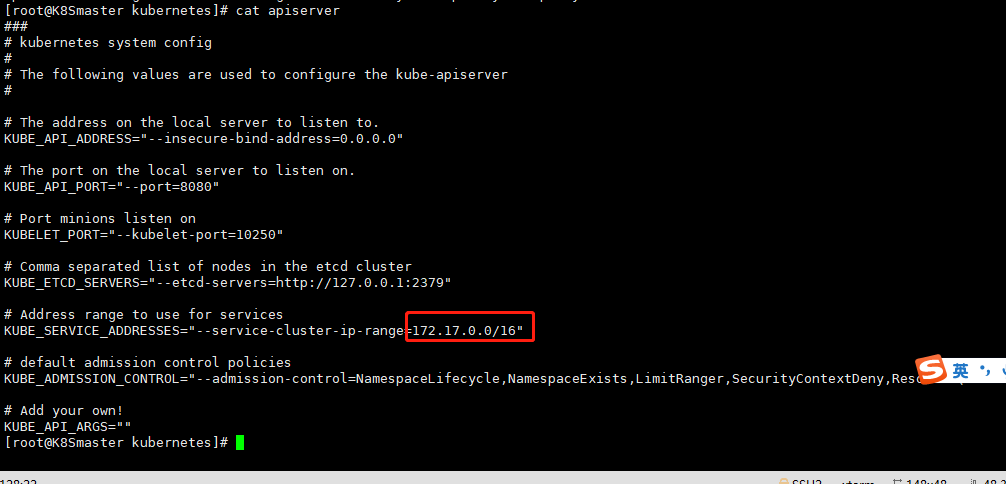 [root@K8Smaster kubernetes]# cat apiserver
###
# kubernetes system config
#
# The following values are used to configure the kube-apiserver
#
# The address on the local server to listen to.
KUBE_API_ADDRESS="--insecure-bind-address=0.0.0.0"
# The port on the local server to listen on.
KUBE_API_PORT="--port=8080"
# Port minions listen on
KUBELET_PORT="--kubelet-port=10250"
# Comma separated list of nodes in the etcd cluster
KUBE_ETCD_SERVERS="--etcd-servers=http://127.0.0.1:2379"
# Address range to use for services
KUBE_SERVICE_ADDRESSES="--service-cluster-ip-range=172.17.0.0/16"
# default admission control policies
KUBE_ADMISSION_CONTROL="--admission-control=NamespaceLifecycle,NamespaceExists,LimitRanger,SecurityContextDeny,Reso
S 英
# Add your own!
KUBE_API_ARGS=""
[root@K8Smaster kubernetes]#